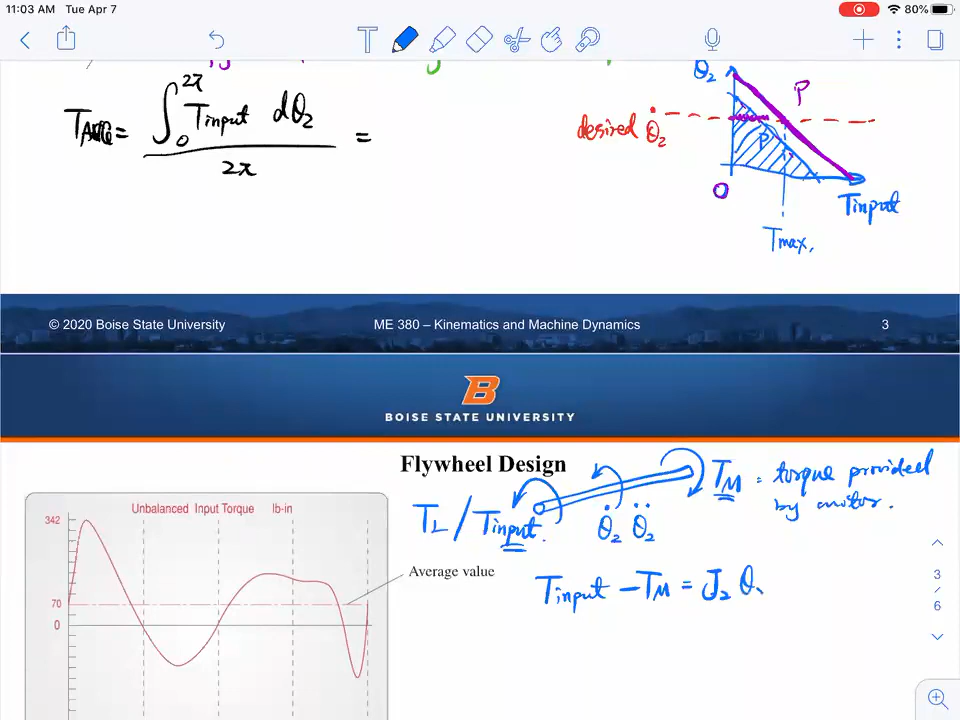 11:03 AM Tue Apr 7
80%
T
T_AVG = ∫₀^2π T_input dθ₂ / 2π =
θ̇₂
P
desired θ̇₂
P
0
T_input
T_max,
© 2020 Boise State University
ME 380 – Kinematics and Machine Dynamics
3
B
BOISE STATE UNIVERSITY
Flywheel Design
T_L / T_input.
θ̇₂ θ̈₂
T_M : torque provided
by motor.
T_input – T_M = J₂ θ
342
Unbalanced Input Torque lb-in
Average value
70
0
3
/
6